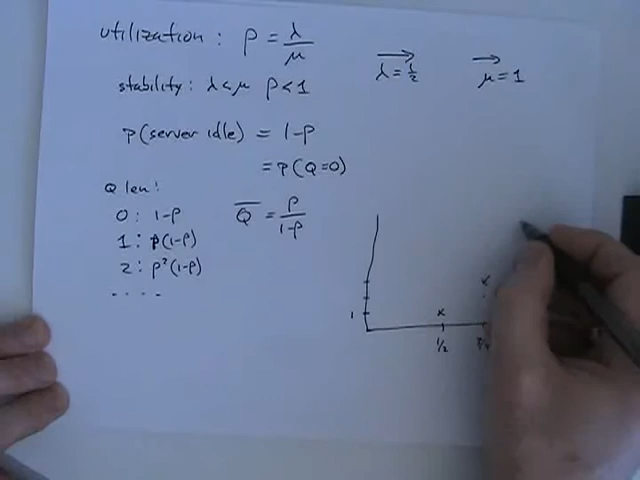 utilization : ρ = λ/μ
λ = 1/2
μ = 1
stability : λ < μ ρ < 1
p(server idle) = 1-ρ
= p(Q=0)
Q len:
0 : 1-ρ
Q̅ = ρ/1-ρ
1 : ρ(1-ρ)
2 : ρ²(1-ρ)
. . . .
1
x
x
1/2